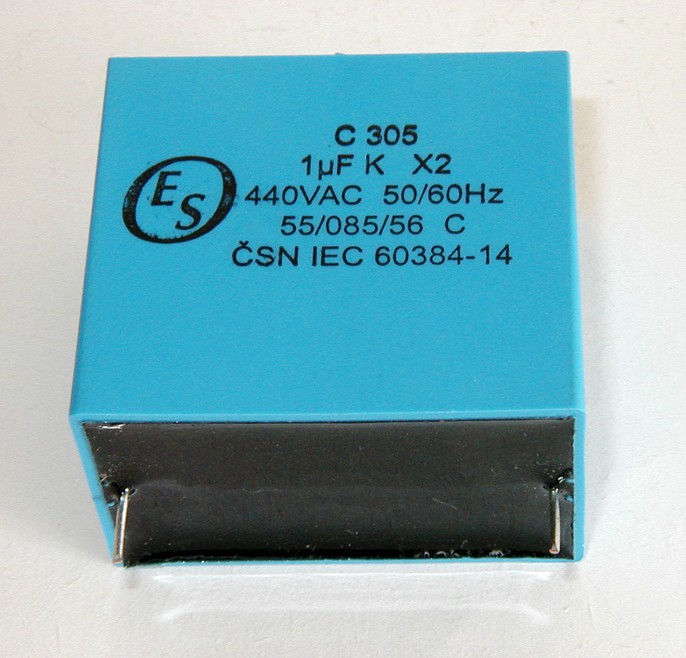 C 305
1µF K X2
ES
440VAC 50/60Hz
55/085/56 C
ČSN IEC 60384-14